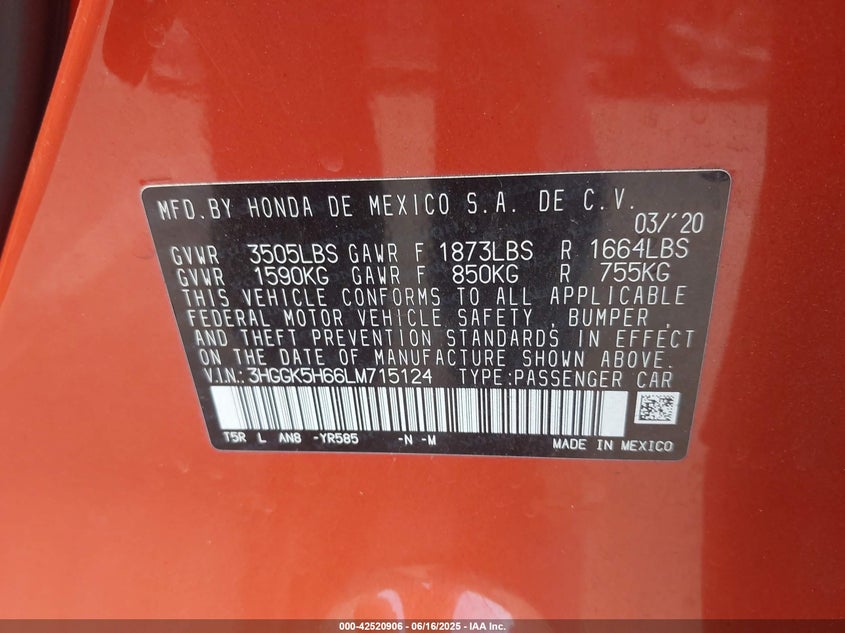 MFD. BY HONDA DE MEXICO S.A. DE C.V.
03/'20
GVWR 3505LBS GAWR F 1873LBS R 1664LBS
GVWR 1590KG GAWR F 850KG R 755KG
THIS VEHICLE CONFORMS TO ALL APPLICABLE
FEDERAL MOTOR VEHICLE SAFETY , BUMPER ,
AND THEFT PREVENTION STANDARDS IN EFFECT
ON THE DATE OF MANUFACTURE SHOWN ABOVE.
V.I.N.: 3HGGK5H66LM715124 TYPE:PASSENGER CAR
T5R L AN8 -YR585 -N -M MADE IN MEXICO
000-42520906 | 06/16/2025 | IAA Inc.